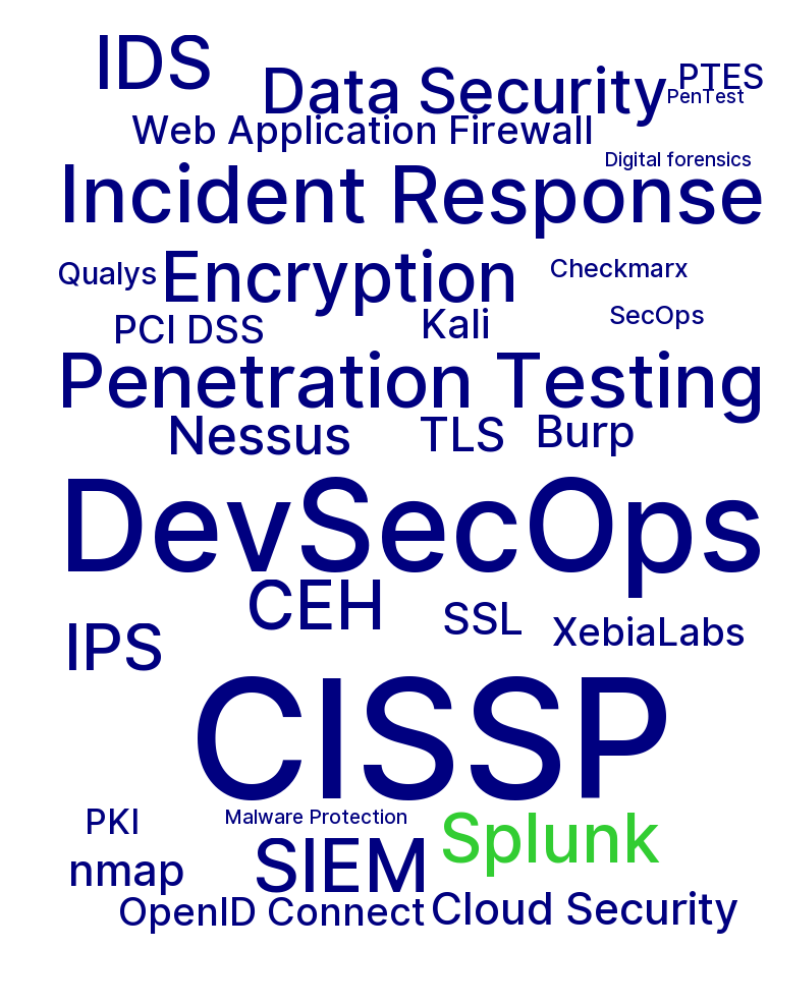 IDS
Data Security
PTES
PenTest
Web Application Firewall
Digital forensics
Incident Response
Qualys
Encryption
Checkmarx
PCI DSS
Kali
SecOps
Penetration Testing
Nessus
TLS
Burp
DevSecOps
CEH
SSL
IPS
XebiaLabs
CISSP
PKI
Malware Protection
Splunk
nmap
SIEM
OpenID Connect
Cloud Security